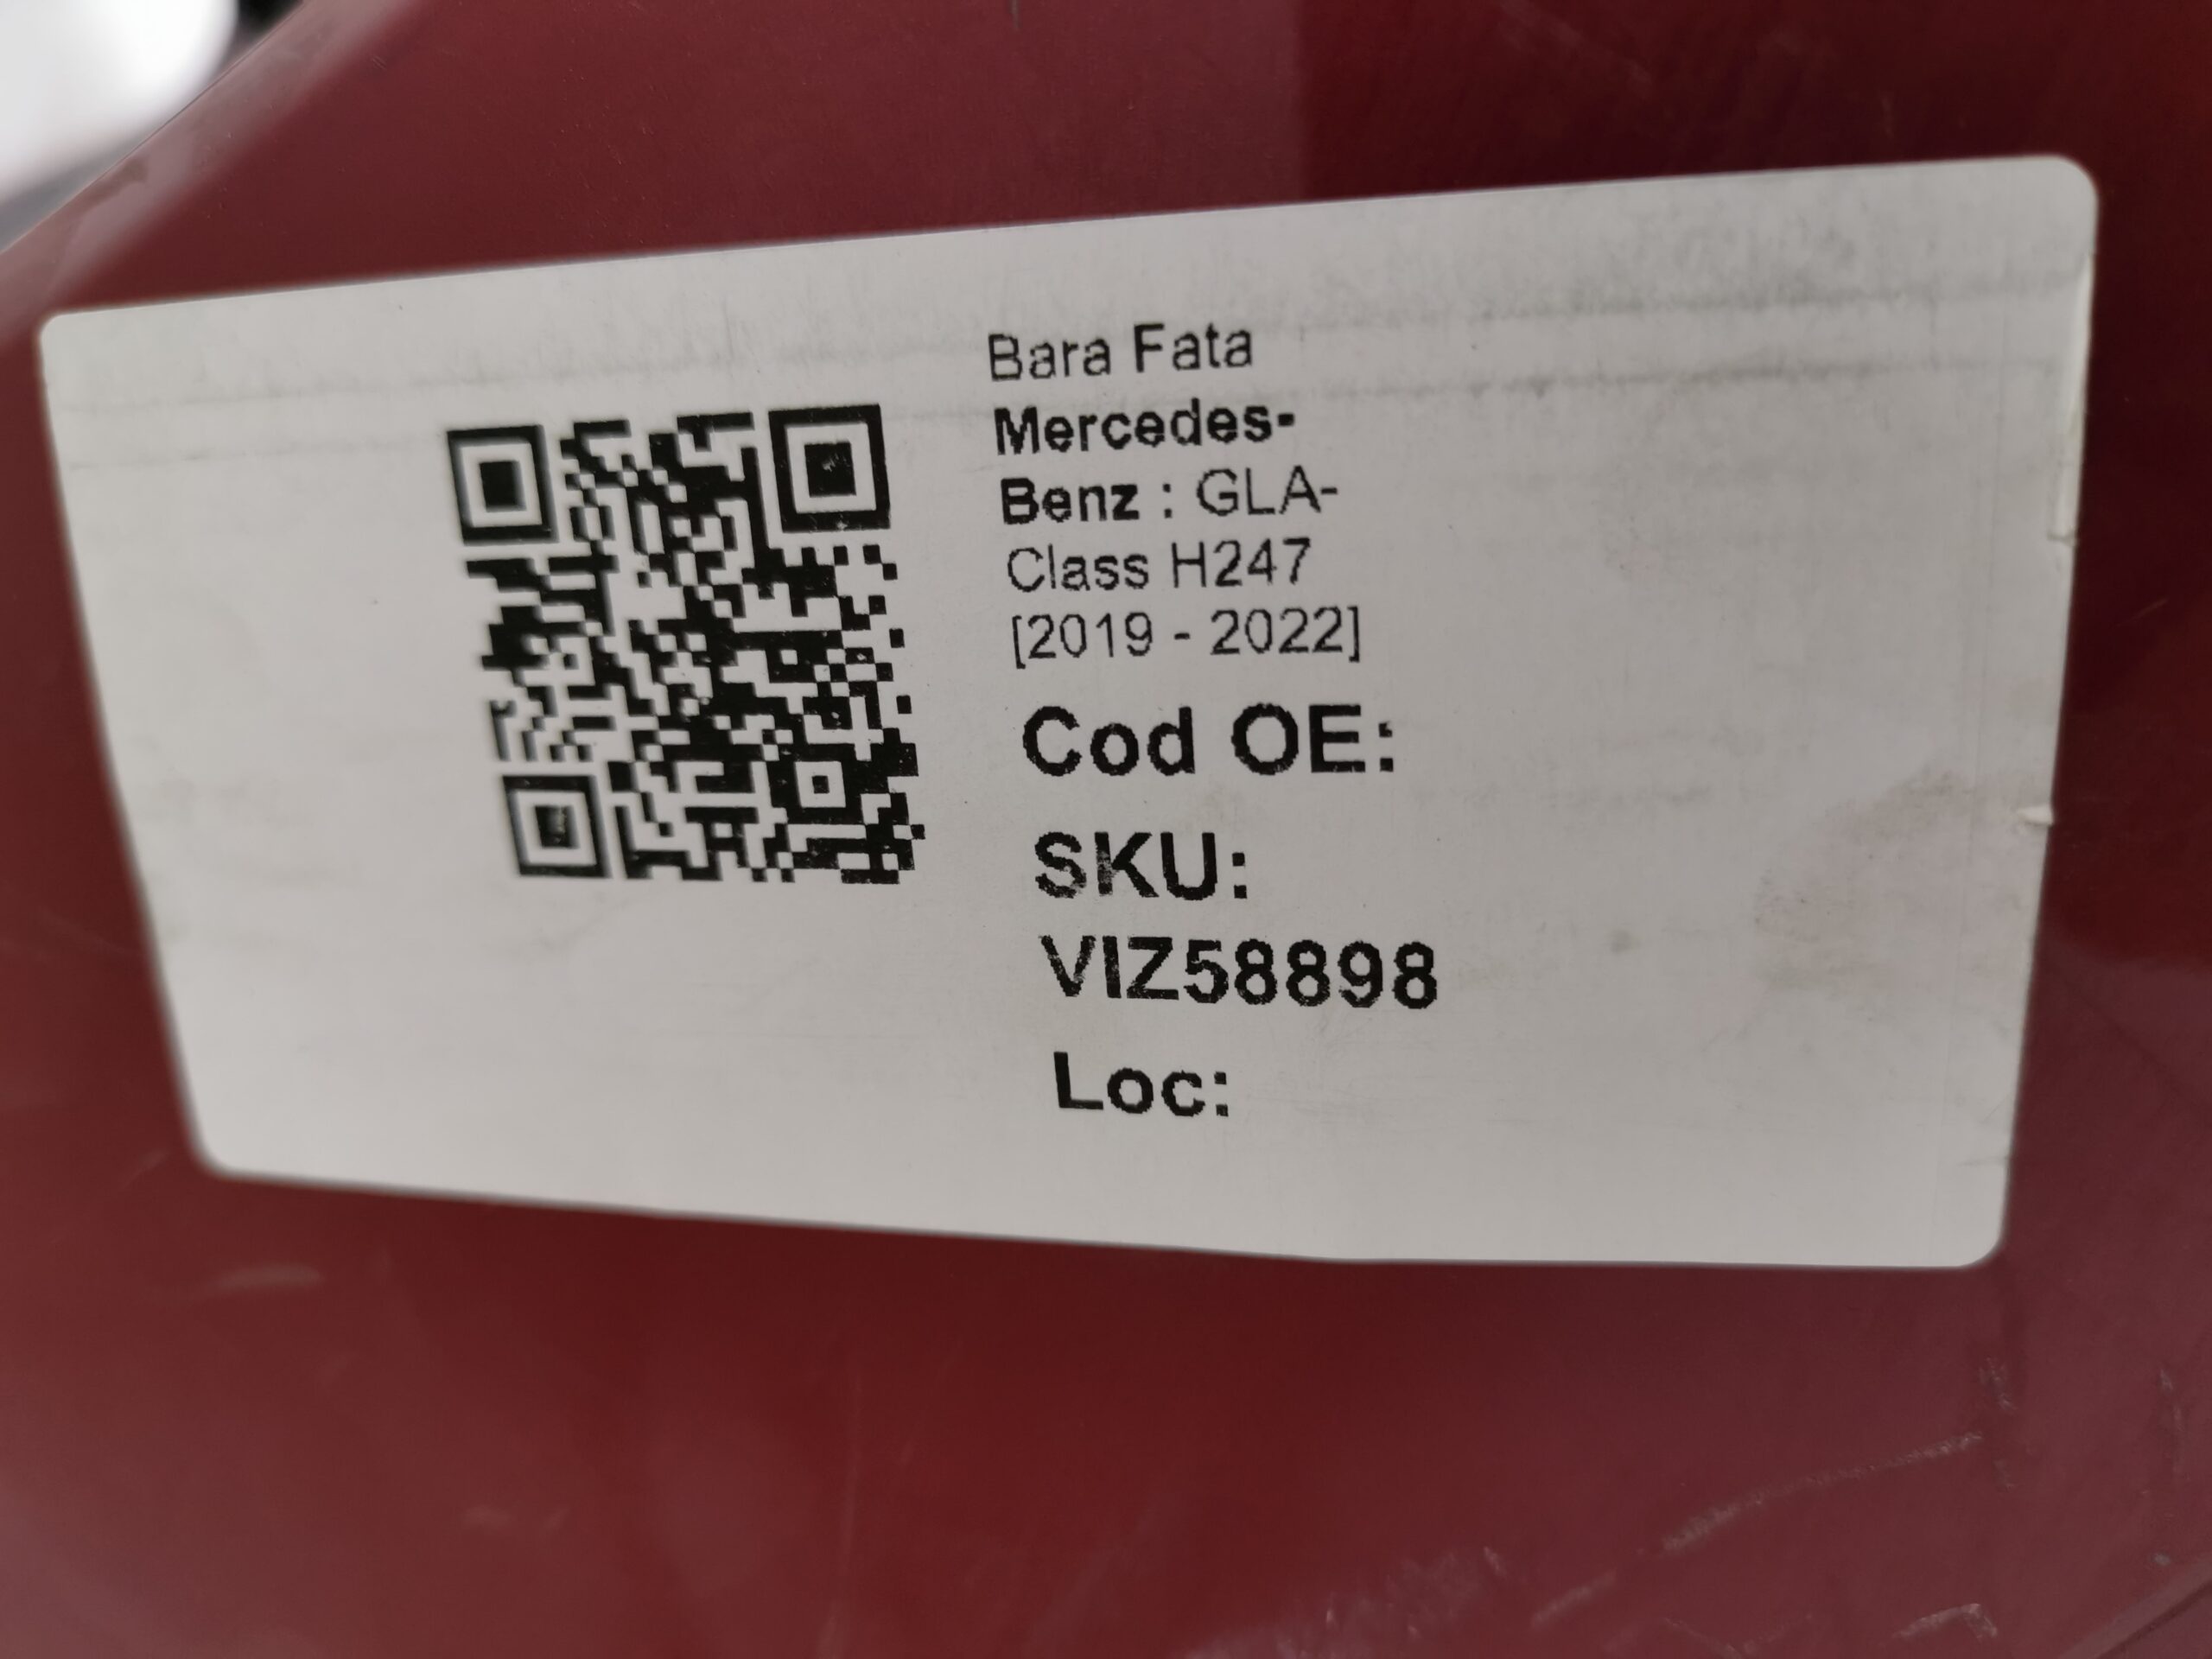 Bara Fata
Mercedes-
Benz : GLA-
Class H247
[2019 - 2022]
Cod OE:
SKU:
VIZ58898
Loc: